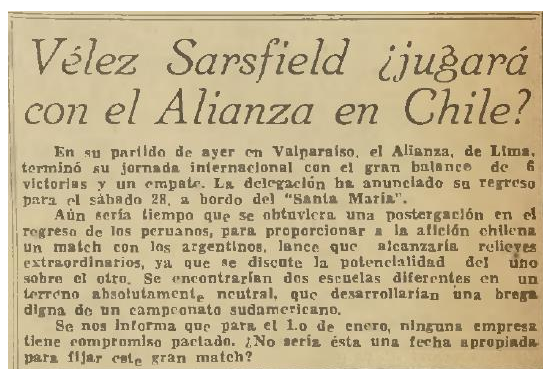 Vélez Sarsfield ¿jugará
con el Alianza en Chile?
En su partido de ayer en Valparaíso, el Alianza, de Lima,
terminó su jornada internacional con el gran balance de 6
victorias y un empate. La delegación ha anunciado su regreso
para el sábado 28, a bordo del "Santa María".
Aún sería tiempo que se obtuviera una postergación en el
regreso de los peruanos, para proporcionar a la afición chilena
un match con los argentinos, lance que alcanzaría relieves
extraordinarios, ya que se discute la potencialidad del uno
sobre el otro. Se encontrarían dos escuelas diferentes en un
terreno absolutamente neutral, que desarrollarían una brega
digna de un campeonato sudamericano.
Se nos informa que para el 1.o de enero, ninguna empresa
tiene compromiso pactado. ¿No sería ésta una fecha apropiada
para fijar este gran match?